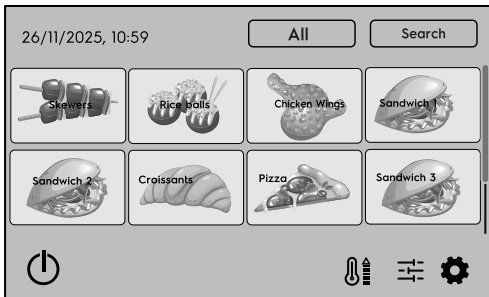 26/11/2025, 10:59
All
Search
Skewers
Rice balls
Chicken Wings
Sandwich 1
Sandwich 2
Croissants
Pizza
Sandwich 3